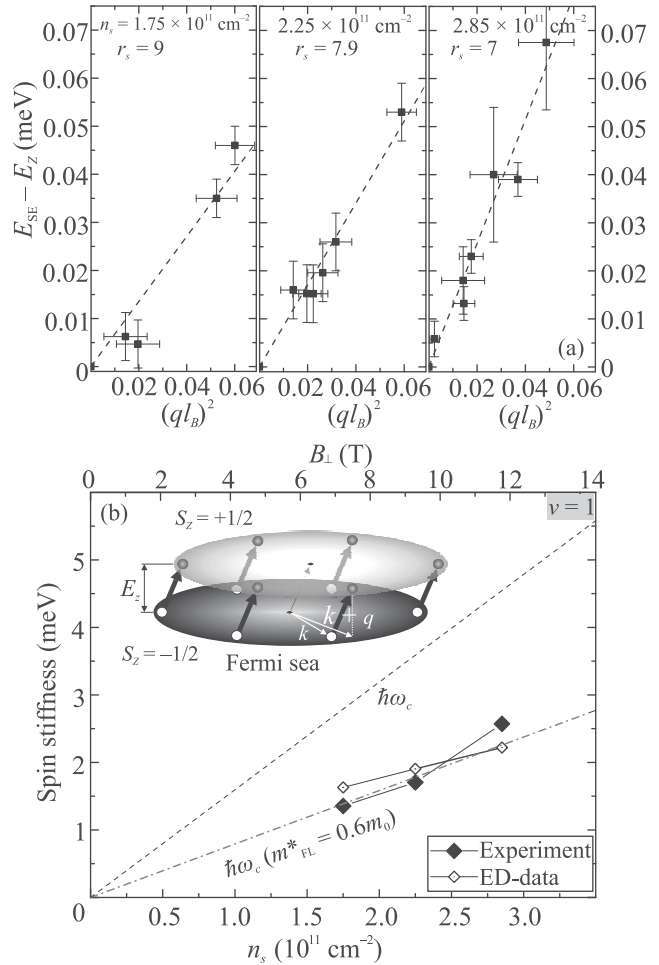 n_s = 1.75 × 10^11 cm^–2
r_s = 9
2.25 × 10^11 cm^–2
r_s = 7.9
2.85 × 10^11 cm^–2
r_s = 7
0.07
0.06
0.05
0.04
0.03
0.02
0.01
0
E_SE – E_Z (meV)
0.07
0.06
0.05
0.04
0.03
0.02
0.01
0
(a)
0.02 0.04 0.06
0.02 0.04 0.06
0.02 0.04 0.06
(ql_B)^2
(ql_B)^2
(ql_B)^2
B_⊥ (T)
0 2 4 6 8 10 12 14
(b)
ν = 1
S_Z = +1/2
E_z
k + q
k
S_Z = –1/2
Fermi sea
ħω_c
ħω_c (m*_FL = 0.6m_0)
Experiment
ED-data
Spin stiffness (meV)
5
4
3
2
1
0
0 0.5 1.0 1.5 2.0 2.5 3.0
n_s (10^11 cm^–2)